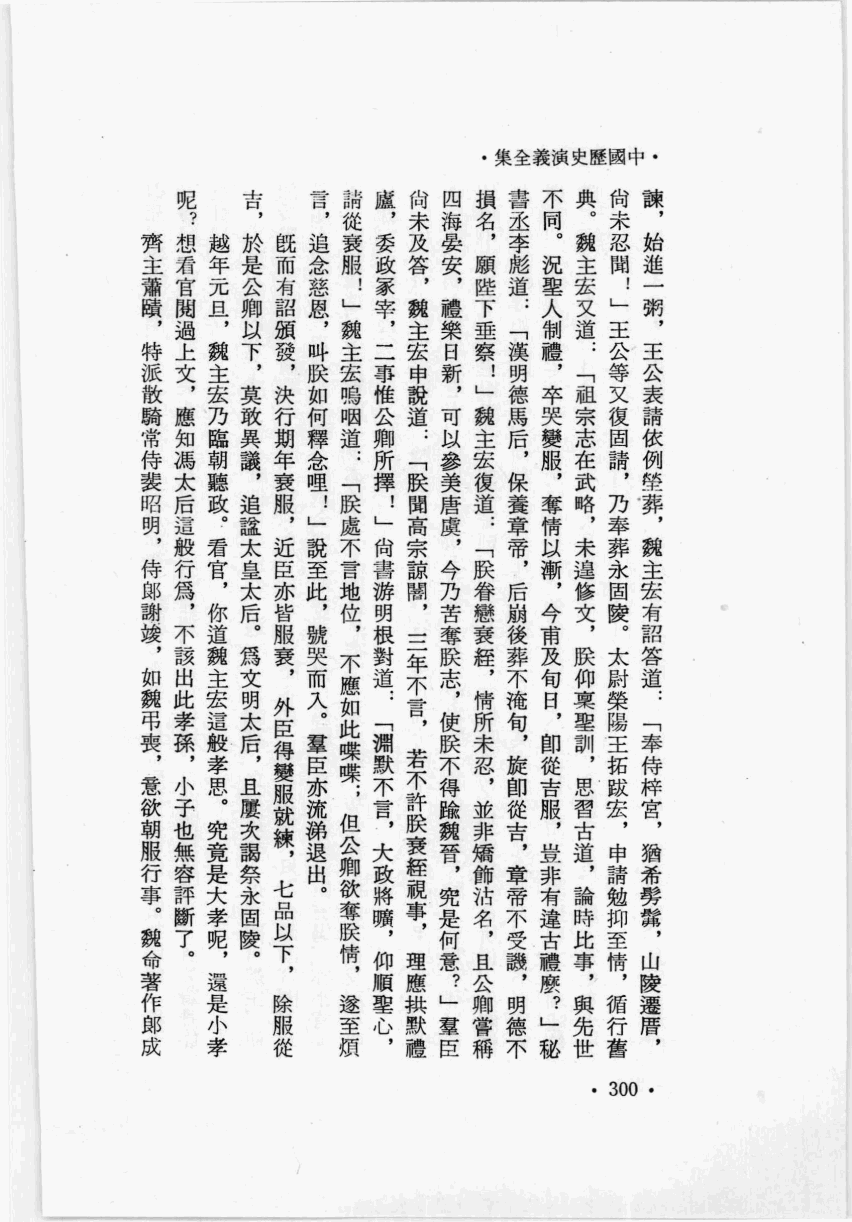 •中國歷史演義全集•
諫，始進一粥，王公表請依例塋葬，魏主宏有詔答道：「奉侍梓宮，猶希髣髴，山陵遷厝，
尙未忍聞！」王公等又復固請，乃奉葬永固陵。太尉榮陽王拓跋宏，申請勉抑至情，循行舊
典。魏主宏又道：「祖宗志在武略，未遑修文，朕仰稟聖訓，思習古道，論時比事，與先世
不同。況聖人制禮，卒哭變服，奪情以漸，今甫及旬日，卽從吉服，豈非有違古禮麼？」秘
書丞李彪道：「漢明德馬后，保養章帝，后崩後葬不淹旬，旋卽從吉，章帝不受譏，明德不
損名，願陛下垂察！」魏主宏復道：「朕眷戀衰絰，情所未忍，並非矯飾沽名，且公卿嘗稱
四海晏安，禮樂日新，可以參美唐虞，今乃苦奪朕志，使朕不得踰魏晉，究是何意？」羣臣
尙未及答，魏主宏申說道：「朕聞高宗諒闇，三年不言，若不許朕衰絰視事，理應拱默禮
廬，委政冢宰，二事惟公卿所擇！」尙書游明根對道：「淵默不言，大政將曠，仰順聖心，
請從衰服！」魏主宏嗚咽道：「朕處不言地位，不應如此喋喋；但公卿欲奪朕情，遂至煩
言，追念慈恩，叫朕如何釋念哩！」說至此，號哭而入。羣臣亦流涕退出。
旣而有詔頒發，決行期年衰服，近臣亦皆服衰，外臣得變服就練，七品以下，除服從
吉，於是公卿以下，莫敢異議，追諡太皇太后。爲文明太后，且屢次謁祭永固陵。
越年元旦，魏主宏乃臨朝聽政。看官，你道魏主宏這般孝思。究竟是大孝呢，還是小孝
呢？想看官閱過上文，應知馮太后這般行爲，不該出此孝孫，小子也無容評斷了。
齊主蕭賾，特派散騎常侍裴昭明，侍郞謝竣，如魏弔喪，意欲朝服行事。魏命著作郞成
•300•